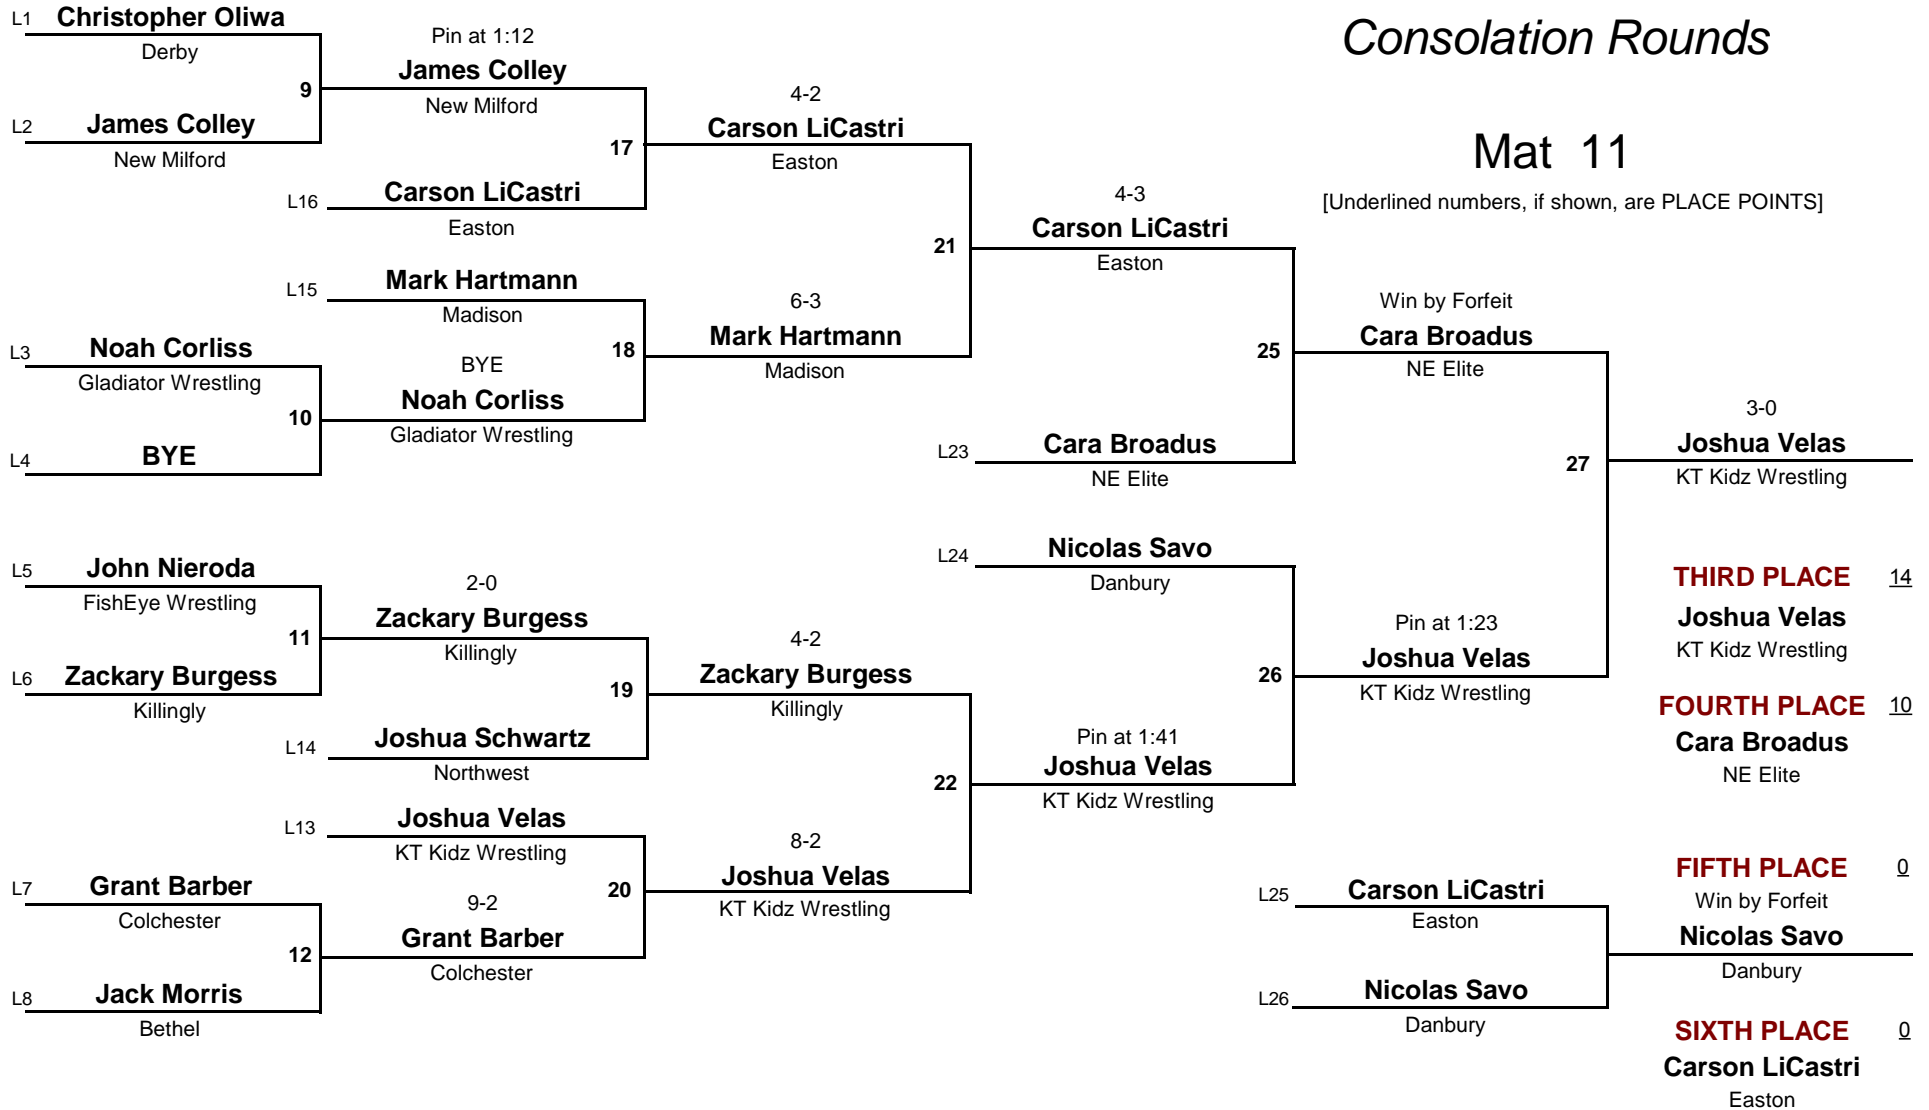 Consolation Rounds
Mat 11
[Underlined numbers, if shown, are PLACE POINTS]
L1 Christopher Oliwa
Derby
9
L2 James Colley
New Milford
L3 Noah Corliss
Gladiator Wrestling
10
L4 BYE
L5 John Nieroda
FishEye Wrestling
11
L6 Zackary Burgess
Killingly
L7 Grant Barber
Colchester
12
L8 Jack Morris
Bethel
Pin at 1:12
James Colley
New Milford
17
L16 Carson LiCastri
Easton
L15 Mark Hartmann
Madison
18
BYE
Noah Corliss
Gladiator Wrestling
2-0
Zackary Burgess
Killingly
19
L14 Joshua Schwartz
Northwest
L13 Joshua Velas
KT Kidz Wrestling
20
9-2
Grant Barber
Colchester
4-2
Carson LiCastri
Easton
21
6-3
Mark Hartmann
Madison
4-2
Zackary Burgess
Killingly
22
8-2
Joshua Velas
KT Kidz Wrestling
4-3
Carson LiCastri
Easton
25
L23 Cara Broadus
NE Elite
L24 Nicolas Savo
Danbury
26
Pin at 1:41
Joshua Velas
KT Kidz Wrestling
Win by Forfeit
Cara Broadus
NE Elite
27
Pin at 1:23
Joshua Velas
KT Kidz Wrestling
L25 Carson LiCastri
Easton
L26 Nicolas Savo
Danbury
3-0
Joshua Velas
KT Kidz Wrestling
THIRD PLACE 14
Joshua Velas
KT Kidz Wrestling
FOURTH PLACE 10
Cara Broadus
NE Elite
FIFTH PLACE 0
Win by Forfeit
Nicolas Savo
Danbury
SIXTH PLACE 0
Carson LiCastri
Easton